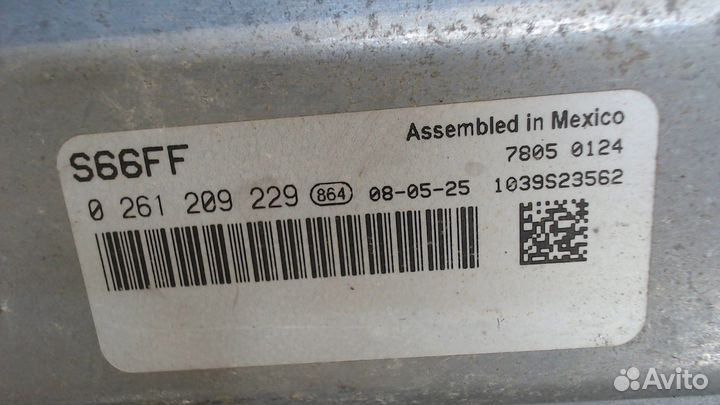 Assembled in Mexico
S66FF
7805 0124
0 261 209 229 864 08-05-25 1039S23562
Avito